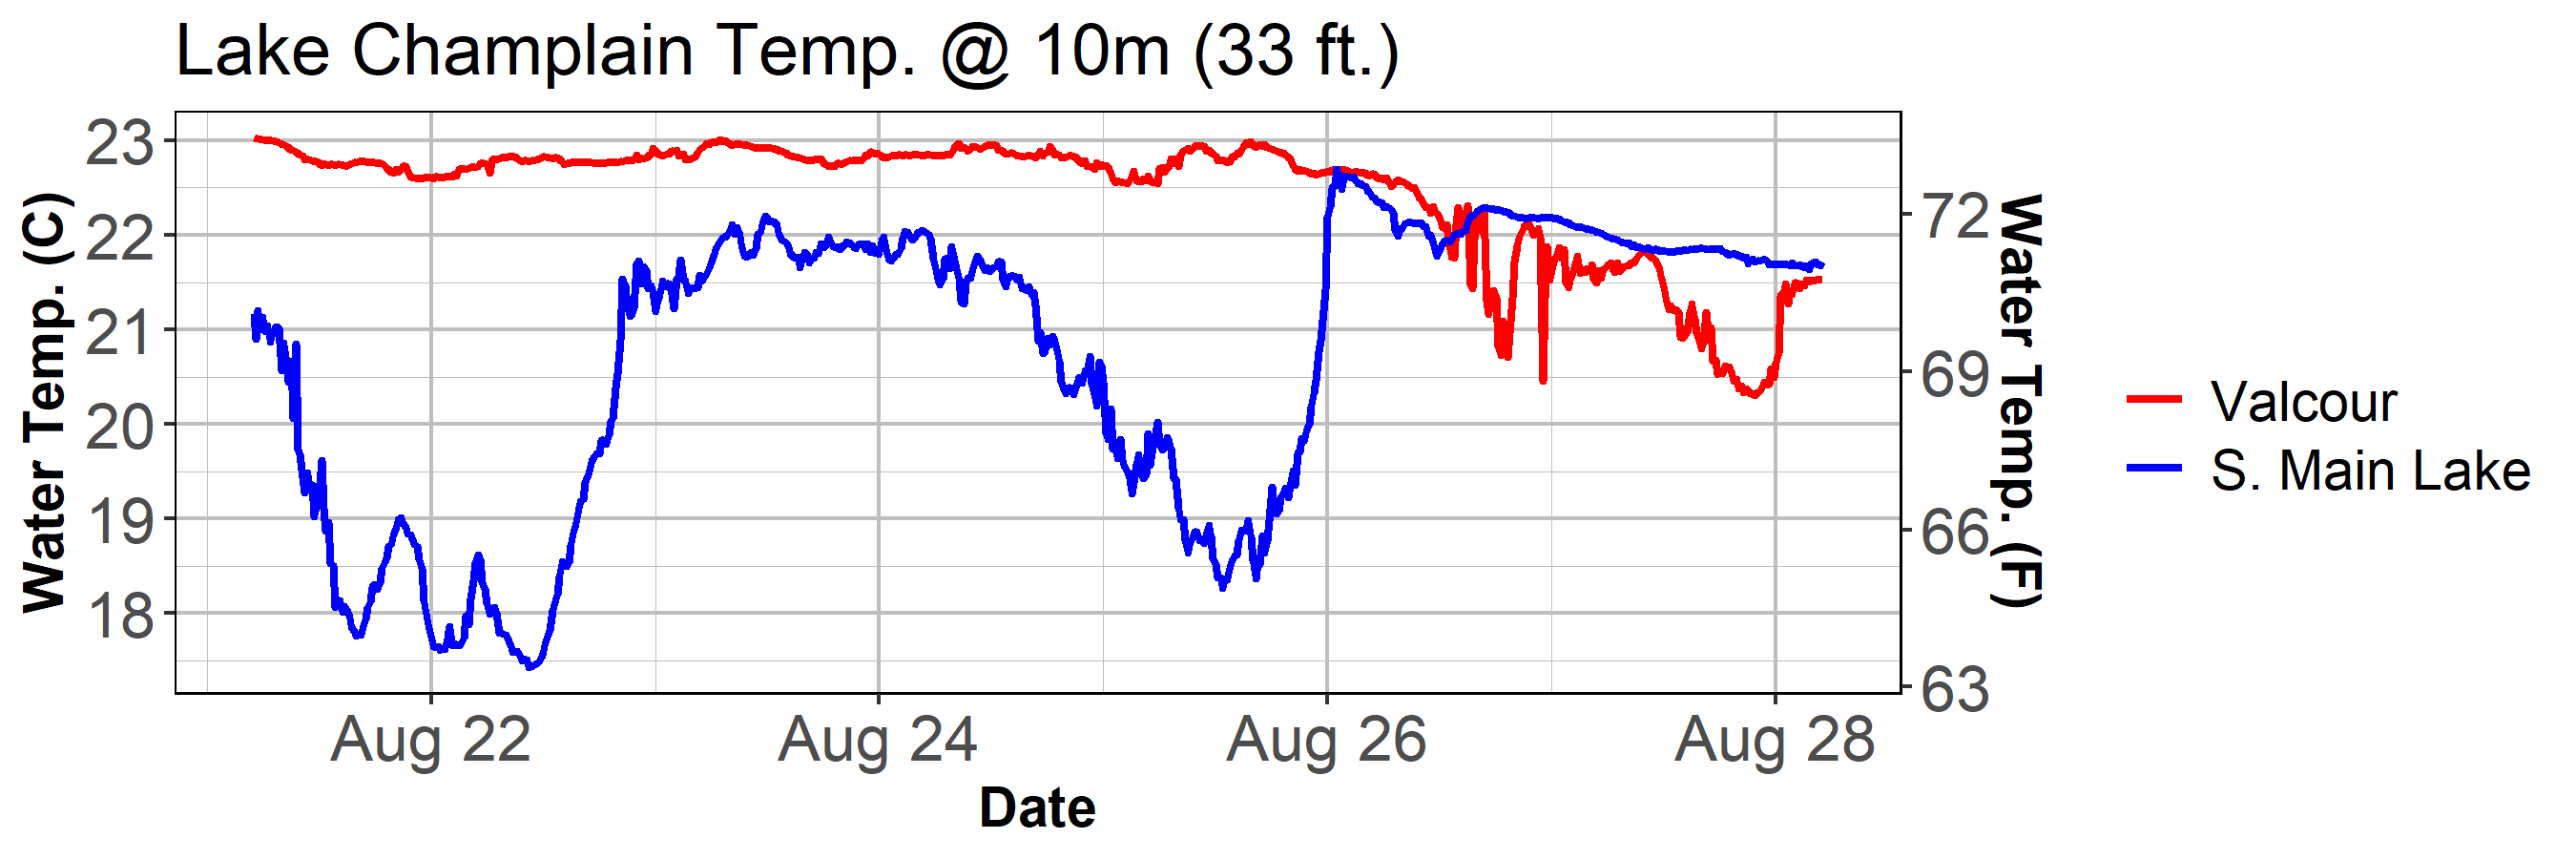 Lake Champlain Temp. @ 10m (33 ft.)
Water Temp. (C)
23
22
21
20
19
18
72
69
66
63
Water Temp. (F)
Aug 22
Aug 24
Aug 26
Aug 28
Date
Valcour
S. Main Lake